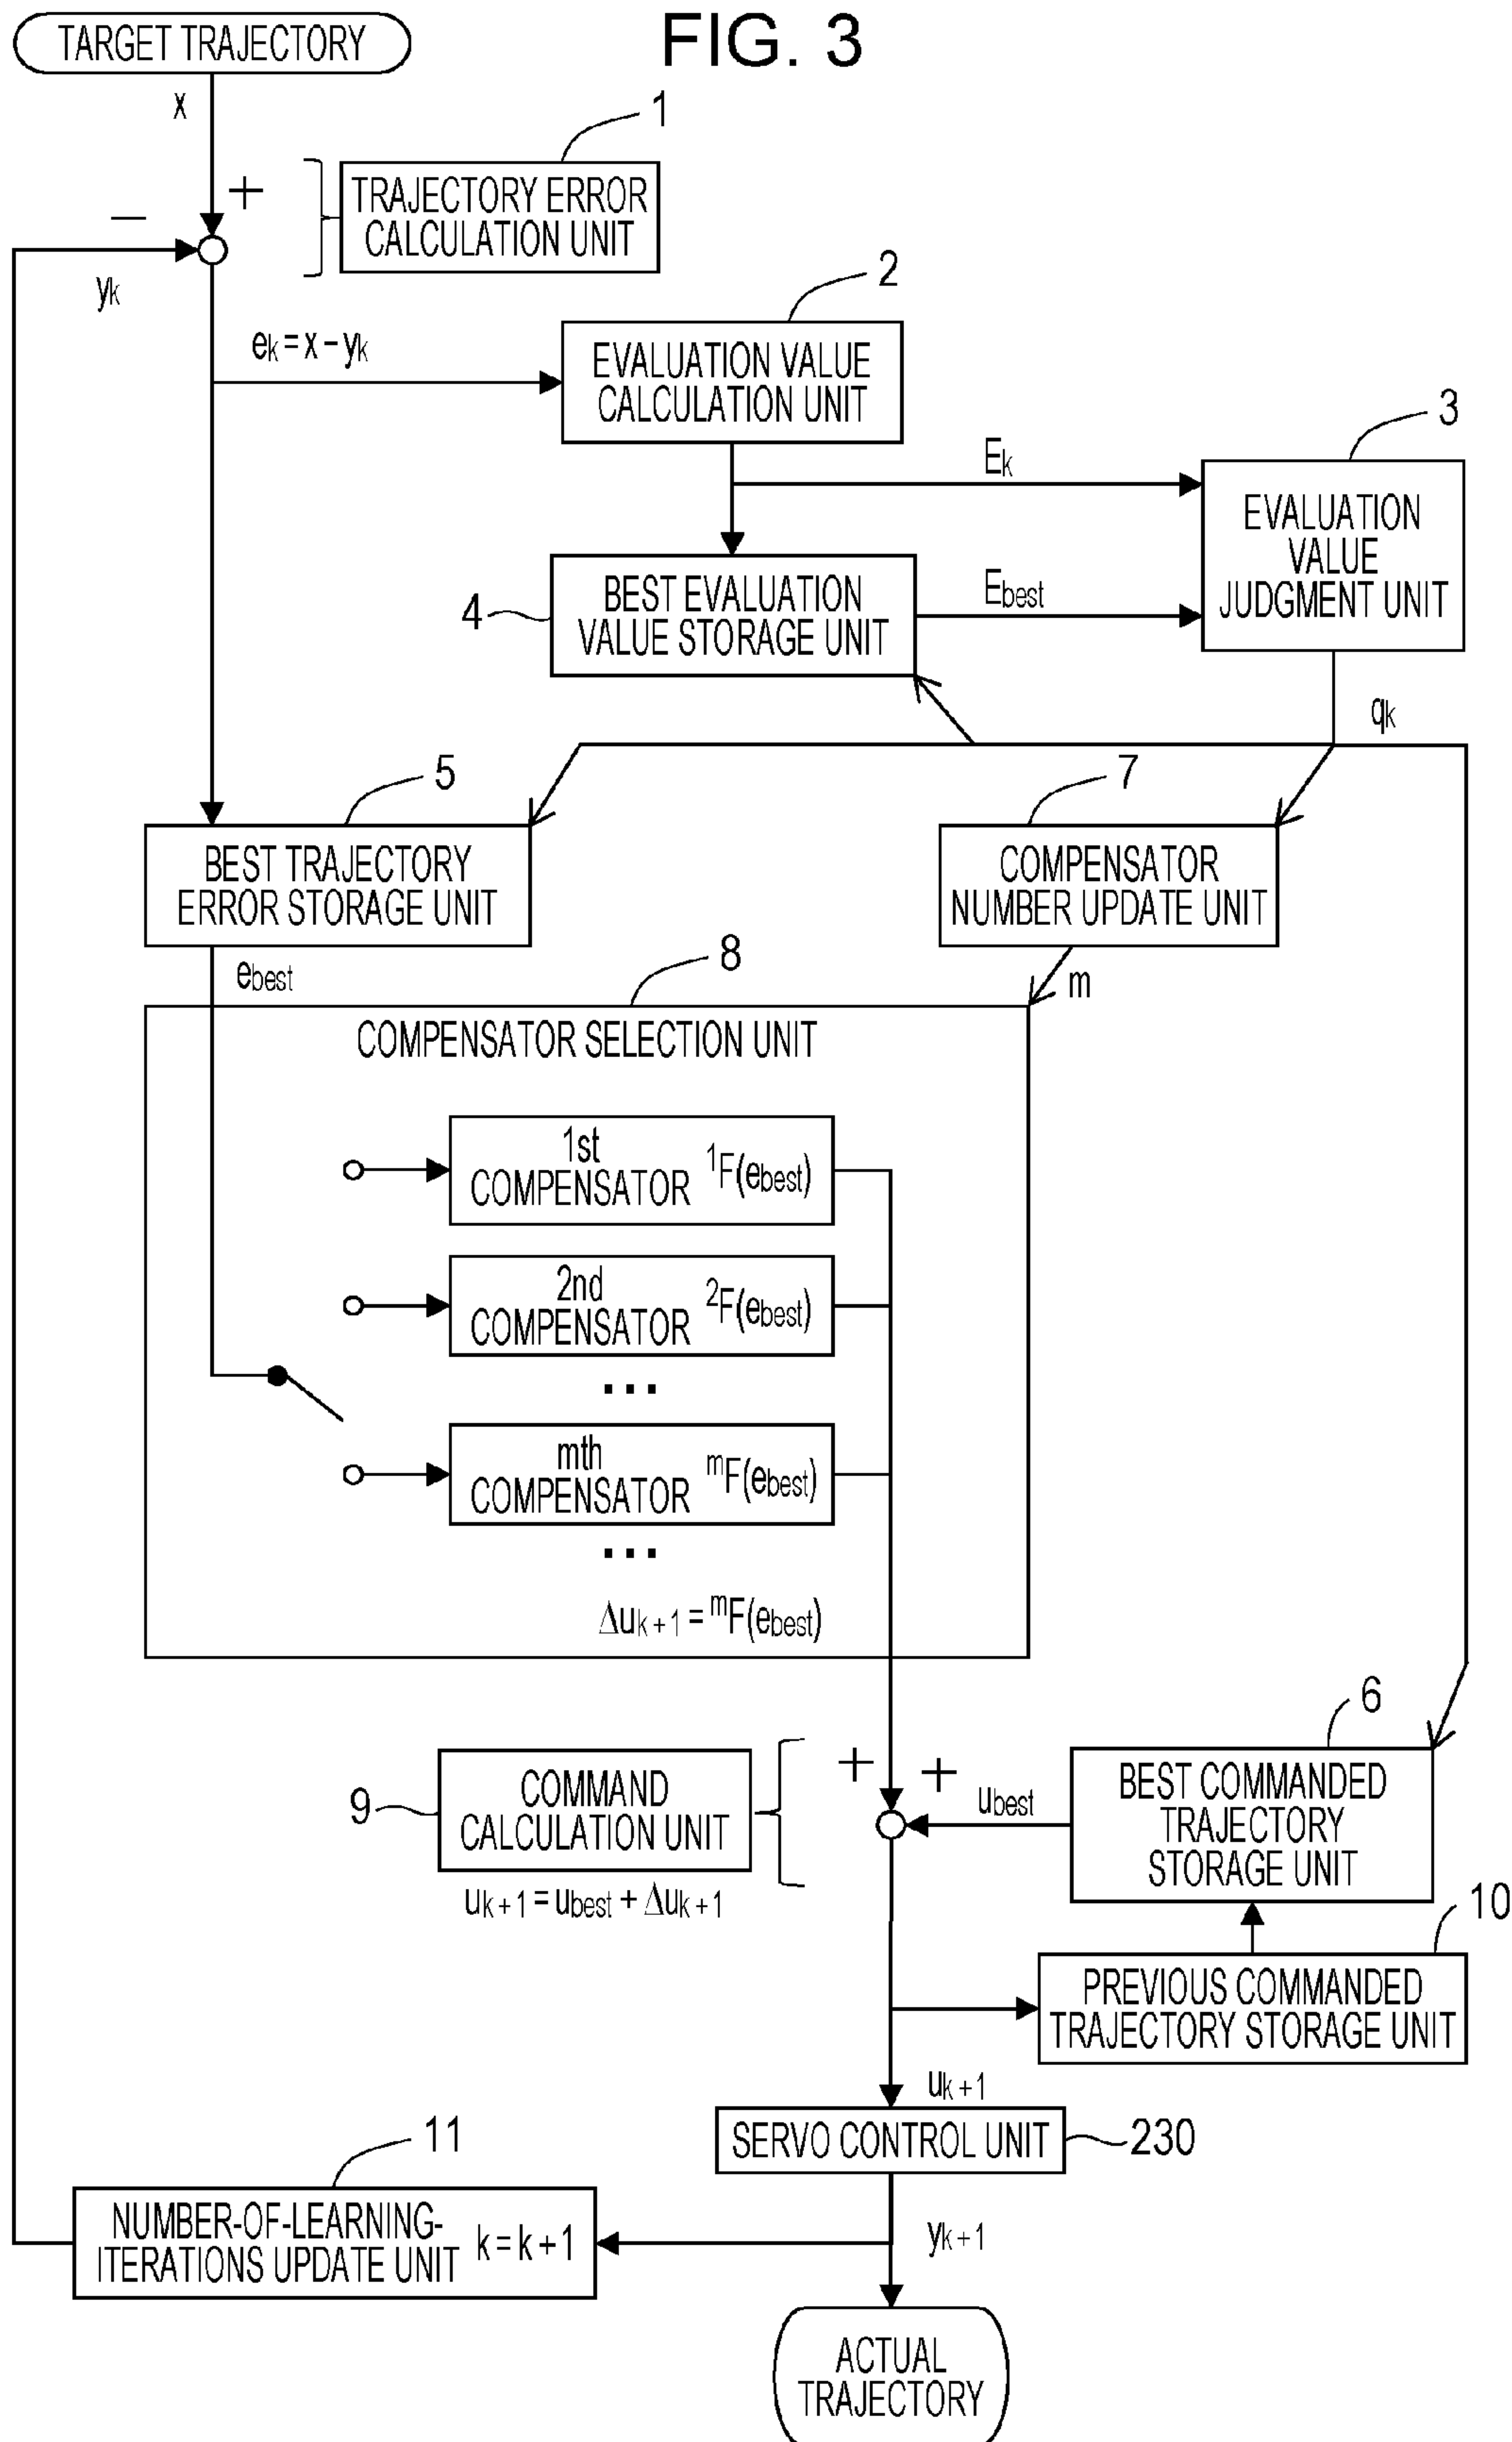 FIG. 3
TARGET TRAJECTORY
x
1
+
−
TRAJECTORY ERROR
CALCULATION UNIT
yk
2
ek = x − yk
EVALUATION VALUE
CALCULATION UNIT
3
Ek
EVALUATION
VALUE
JUDGMENT UNIT
4
BEST EVALUATION
VALUE STORAGE UNIT
Ebest
qk
5
7
BEST TRAJECTORY
ERROR STORAGE UNIT
COMPENSATOR
NUMBER UPDATE UNIT
ebest
8
m
COMPENSATOR SELECTION UNIT
1st
COMPENSATOR 1F(ebest)
2nd
COMPENSATOR 2F(ebest)
...
mth
COMPENSATOR mF(ebest)
...
Δuk+1 = mF(ebest)
6
9
COMMAND
CALCULATION UNIT
+
+
ubest
BEST COMMANDED
TRAJECTORY
STORAGE UNIT
uk+1 = ubest + Δuk+1
10
PREVIOUS COMMANDED
TRAJECTORY STORAGE UNIT
uk+1
SERVO CONTROL UNIT
230
11
NUMBER-OF-LEARNING-
ITERATIONS UPDATE UNIT k = k+1
yk+1
ACTUAL
TRAJECTORY